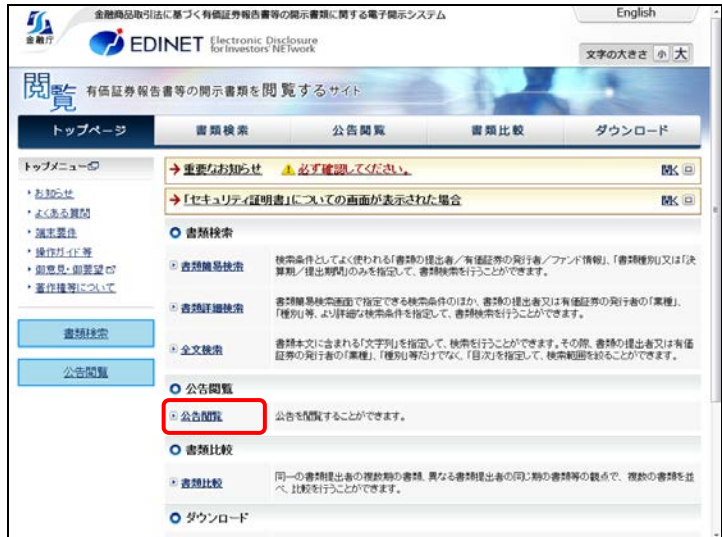 金融商品取引法に基づく有価証券報告書等の開示書類に関する電子開示システム
English
金融庁
EDINET Electronic Disclosure
for Investors' NETwork
文字の大きさ 小 大
閲覧 有価証券報告書等の開示書類を閲覧するサイト
トップページ 書類検索 公告閲覧 書類比較 ダウンロード
トップメニュー
・お知らせ
・よくある質問
・端末要件
・操作ガイド等
・御意見・御要望
・著作権等について
書類検索
公告閲覧
重要なお知らせ 必ず確認してください。 開く
「セキュリティ証明書」についての画面が表示された場合 開く
書類検索
書類簡易検索
検索条件としてよく使われる「書類の提出者/有価証券の発行者/ファンド情報」、「書類種別」又は「決
算期/提出期間」のみを指定して、書類検索を行うことができます。
書類詳細検索
書類簡易検索画面で指定できる検索条件のほか、書類の提出者又は有価証券の発行者の「業種」、
「種別」等、より詳細な検索条件を指定して、書類検索を行うことができます。
全文検索
書類本文に含まれる「文字列」を指定して、検索を行うことができます。その際、書類の提出者又は有価
証券の発行者の「業種」、「種別」等だけでなく、「目次」を指定して、検索範囲を絞ることができます。
公告閲覧
公告閲覧 公告を閲覧することができます。
書類比較
書類比較
同一の書類提出者の複数期の書類、異なる書類提出者の同じ期の書類等の観点で、複数の書類を並
べ、比較を行うことができます。
ダウンロード